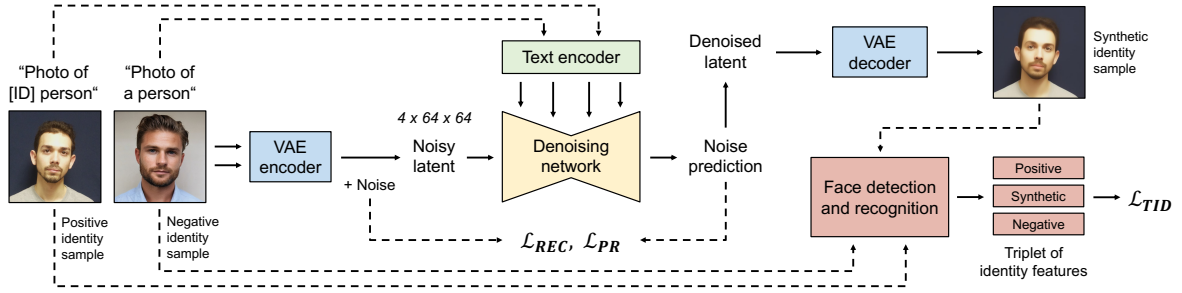 “Photo of
[ID] person“
“Photo of
a person“
Positive
identity
sample
Negative
identity
sample
VAE
encoder
+ Noise
4 x 64 x 64
Noisy
latent
Text encoder
Denoising
network
ℒREC, ℒPR
Denoised
latent
Noise
prediction
VAE
decoder
Synthetic
identity
sample
Face detection
and recognition
Positive
Synthetic
Negative
Triplet of
identity features
ℒTID